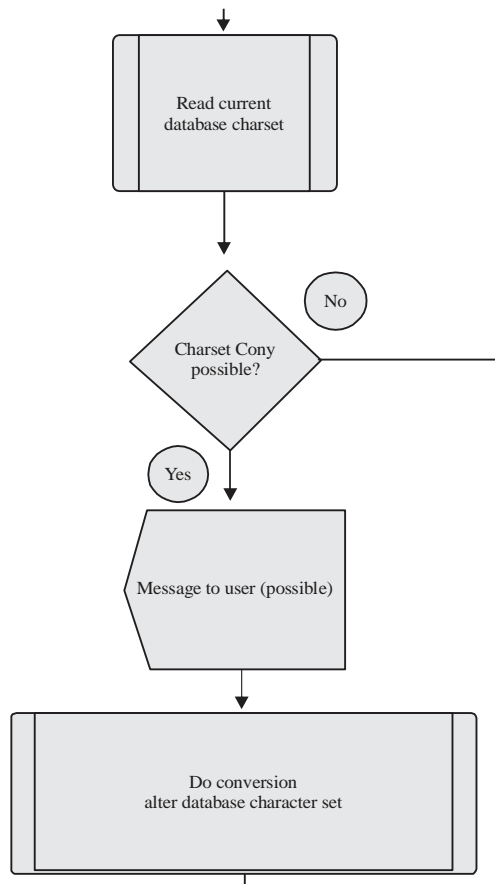 Read current
database charset
No
Charset Cony
possible?
Yes
Message to user (possible)
Do conversion
alter database character set